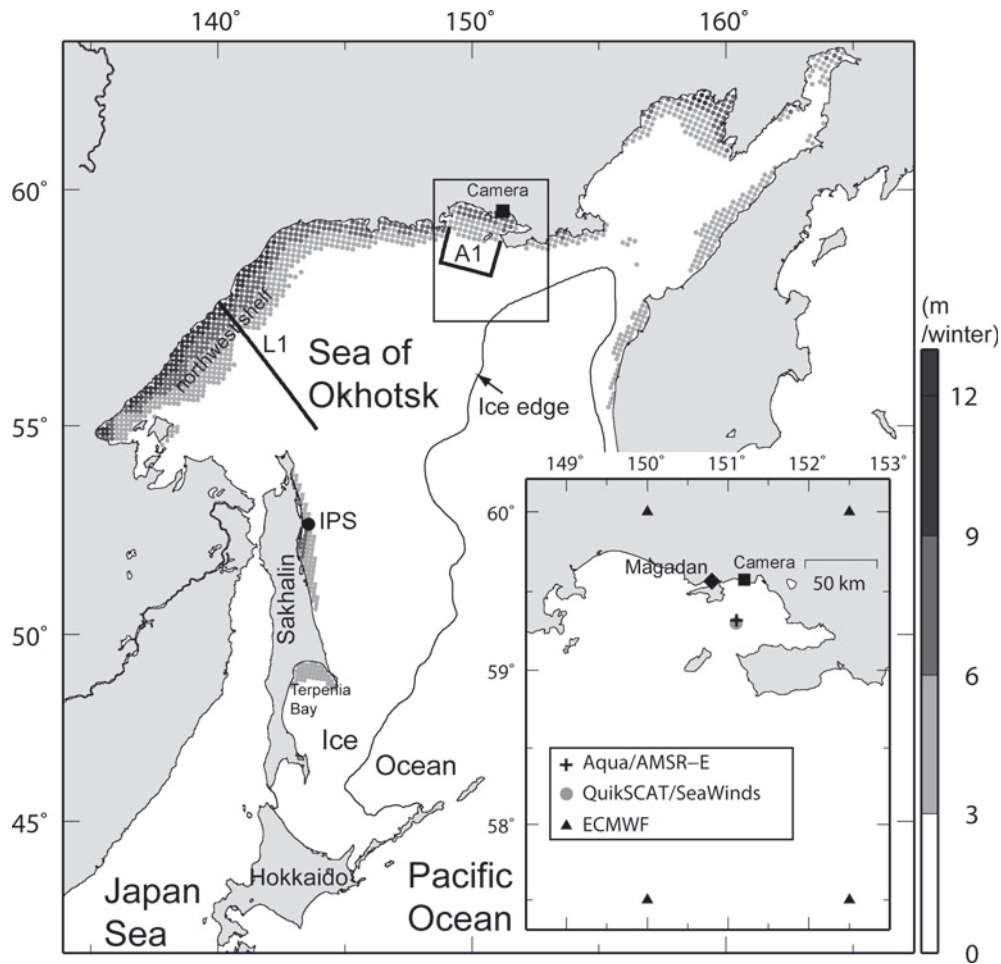 140˚ 150˚ 160˚
60˚
55˚
50˚
45˚
Camera
A1
northwest shelf
L1
Sea of
Okhotsk
Ice edge
IPS
Sakhalin
Terpenia
Bay
Ice
Ocean
Hokkaido
Japan
Sea
Pacific
Ocean
149˚ 150˚ 151˚ 152˚ 153˚
60˚
59˚
58˚
Magadan
Camera
50 km
Aqua/AMSR−E
QuikSCAT/SeaWinds
ECMWF
(m
/winter)
12
9
6
3
0